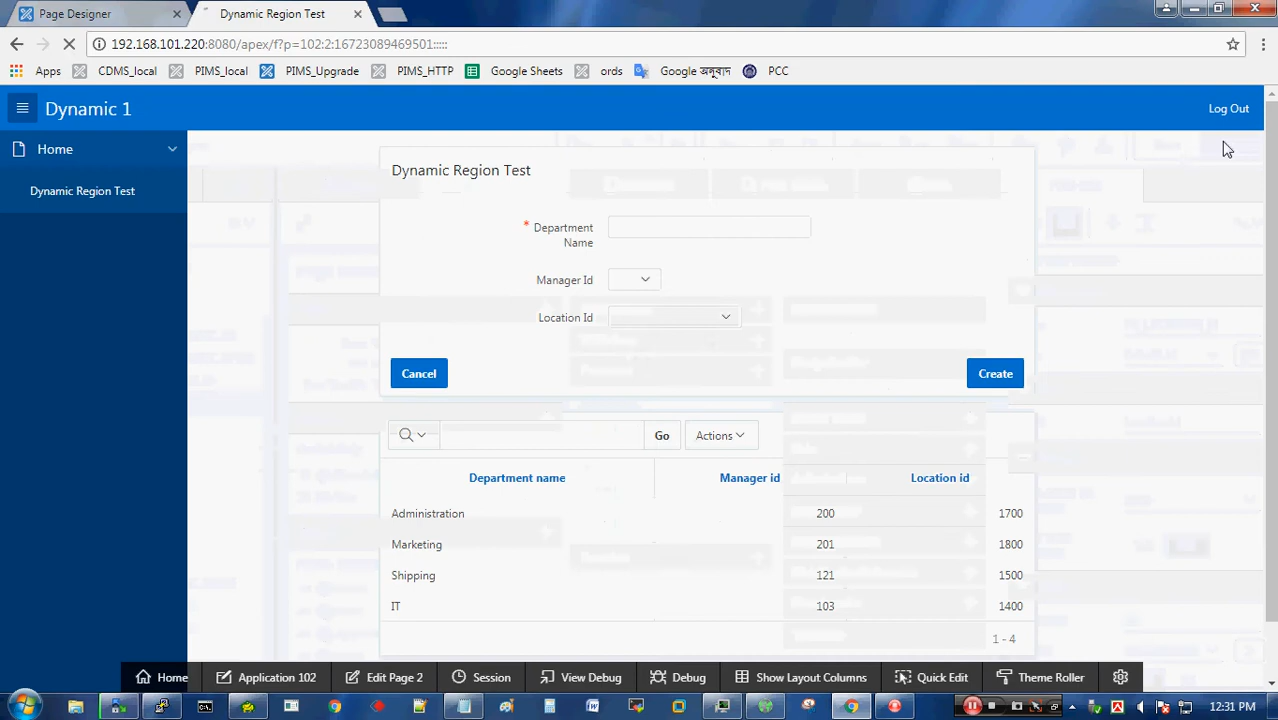 Page Designer
Dynamic Region Test
192.168.101.220:8080/apex/f?p=102:2:16723089469501:::::
Apps CDMS_local PIMS_local PIMS_Upgrade PIMS_HTTP Google Sheets ords Google অনুবাদ PCC
Dynamic 1
Log Out
Home
Dynamic Region Test
Dynamic Region Test
* Department
Name
Manager Id
Location Id
Cancel
Create
Go
Actions
Department name Manager id Location id
Administration 200 1700
Marketing 201 1800
Shipping 121 1500
IT 103 1400
1 - 4
Home Application 102 Edit Page 2 Session View Debug Debug Show Layout Columns Quick Edit Theme Roller
12:31 PM